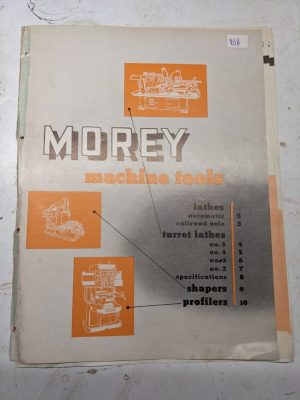 MOREY
machine tools
lathes
automatic 2
railroad axle 3
turret lathes
no. 5 4
no. 4 5
no. 3 6
no. 2 7
specifications 8
shapers 9
profilers 10